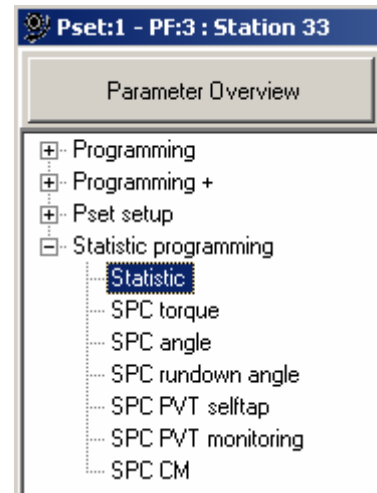 Pset:1 - PF:3 : Station 33
Parameter Overview
Programming
Programming +
Pset setup
Statistic programming
Statistic
SPC torque
SPC angle
SPC rundown angle
SPC PVT selftap
SPC PVT monitoring
SPC CM